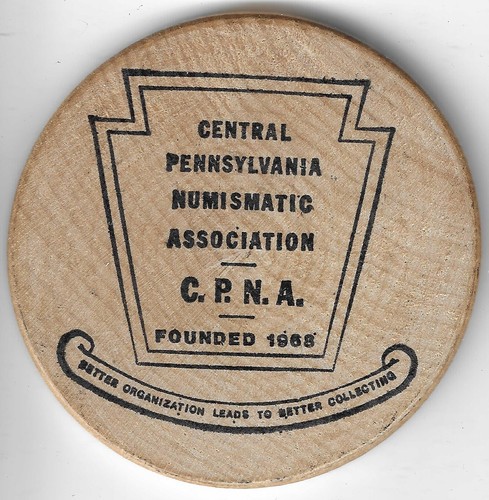 CENTRAL
PENNSYLVANIA
NUMISMATIC
ASSOCIATION
C. P. N. A.
FOUNDED 1968
BETTER ORGANIZATION LEADS TO BETTER COLLECTING